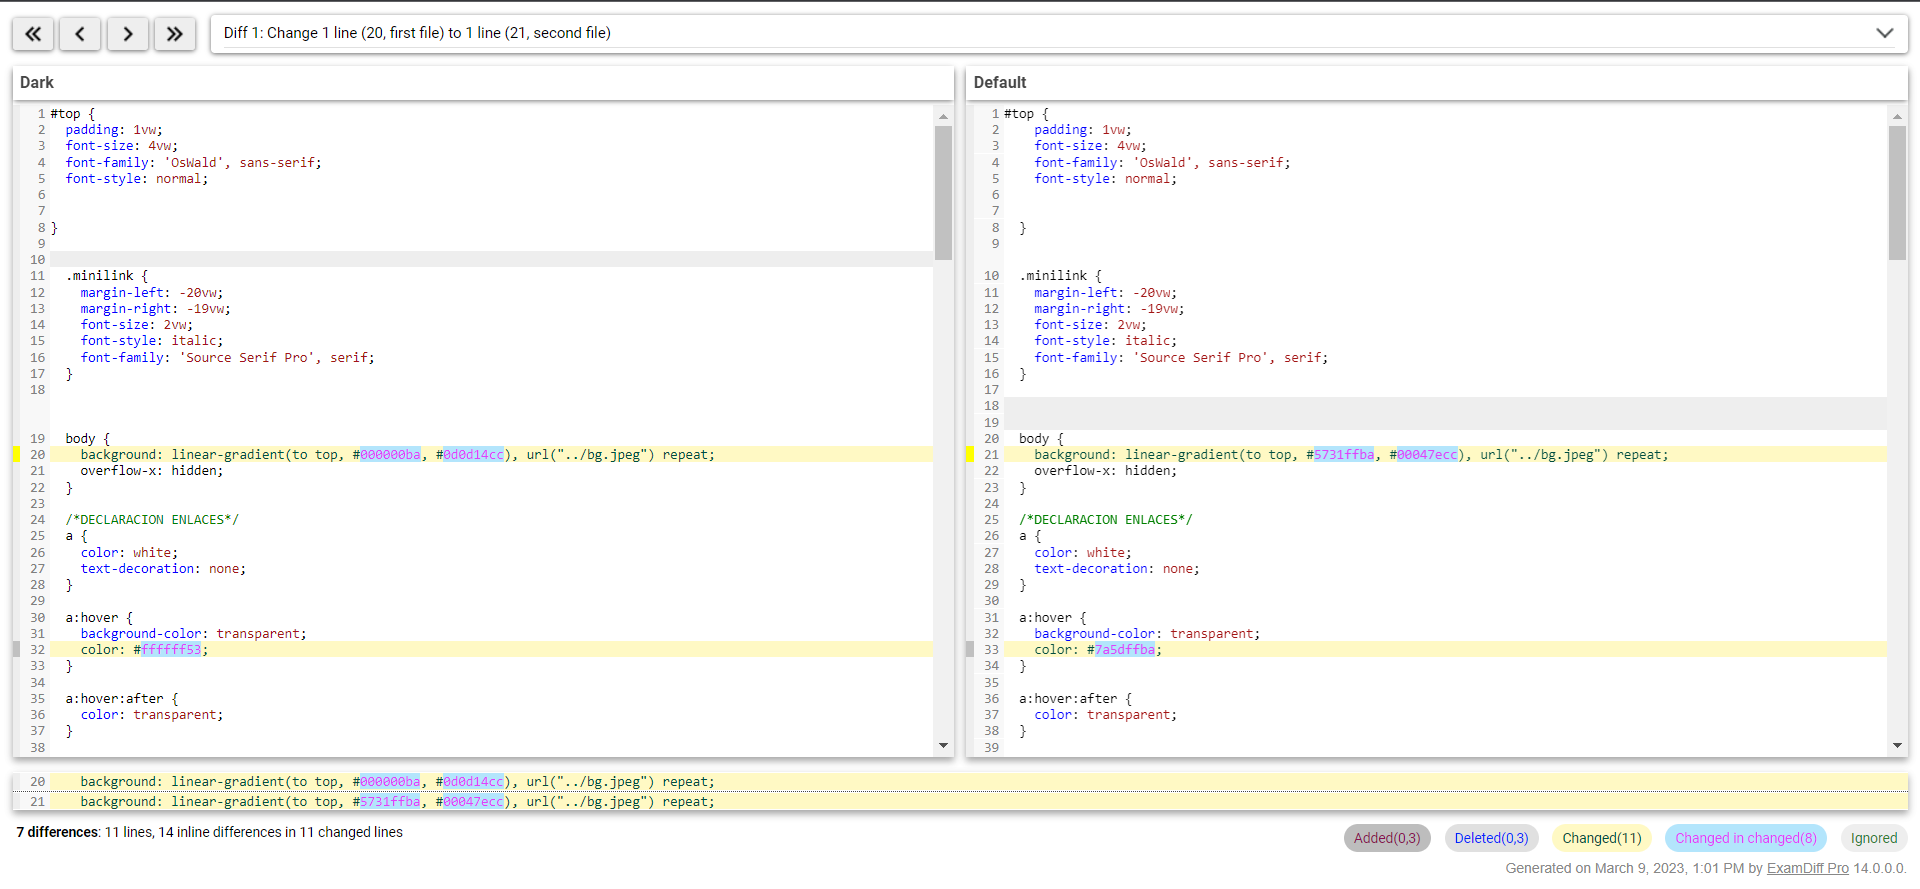 Diff 1: Change 1 line (20, first file) to 1 line (21, second file)
Dark
1 #top {
2 padding: 1vw;
3 font-size: 4vw;
4 font-family: 'OsWald', sans-serif;
5 font-style: normal;
6
7
8 }
9
10
11 .minilink {
12 margin-left: -20vw;
13 margin-right: -19vw;
14 font-size: 2vw;
15 font-style: italic;
16 font-family: 'Source Serif Pro', serif;
17 }
18
19 body {
20 background: linear-gradient(to top, #000000ba, #0d0d14cc), url("../bg.jpeg") repeat;
21 overflow-x: hidden;
22 }
23
24 /*DECLARACION ENLACES*/
25 a {
26 color: white;
27 text-decoration: none;
28 }
29
30 a:hover {
31 background-color: transparent;
32 color: #ffffff53;
33 }
34
35 a:hover:after {
36 color: transparent;
37 }
38
Default
1 #top {
2 padding: 1vw;
3 font-size: 4vw;
4 font-family: 'OsWald', sans-serif;
5 font-style: normal;
6
7
8 }
9
10 .minilink {
11 margin-left: -20vw;
12 margin-right: -19vw;
13 font-size: 2vw;
14 font-style: italic;
15 font-family: 'Source Serif Pro', serif;
16 }
17
18
19
20 body {
21 background: linear-gradient(to top, #5731ffba, #00047ecc), url("../bg.jpeg") repeat;
22 overflow-x: hidden;
23 }
24
25 /*DECLARACION ENLACES*/
26 a {
27 color: white;
28 text-decoration: none;
29 }
30
31 a:hover {
32 background-color: transparent;
33 color: #7a5dffba;
34 }
35
36 a:hover:after {
37 color: transparent;
38 }
39
20 background: linear-gradient(to top, #000000ba, #0d0d14cc), url("../bg.jpeg") repeat;
21 background: linear-gradient(to top, #5731ffba, #00047ecc), url("../bg.jpeg") repeat;
7 differences: 11 lines, 14 inline differences in 11 changed lines
Added(0,3) Deleted(0,3) Changed(11) Changed in changed(8) Ignored
Generated on March 9, 2023, 1:01 PM by ExamDiff Pro 14.0.0.0.